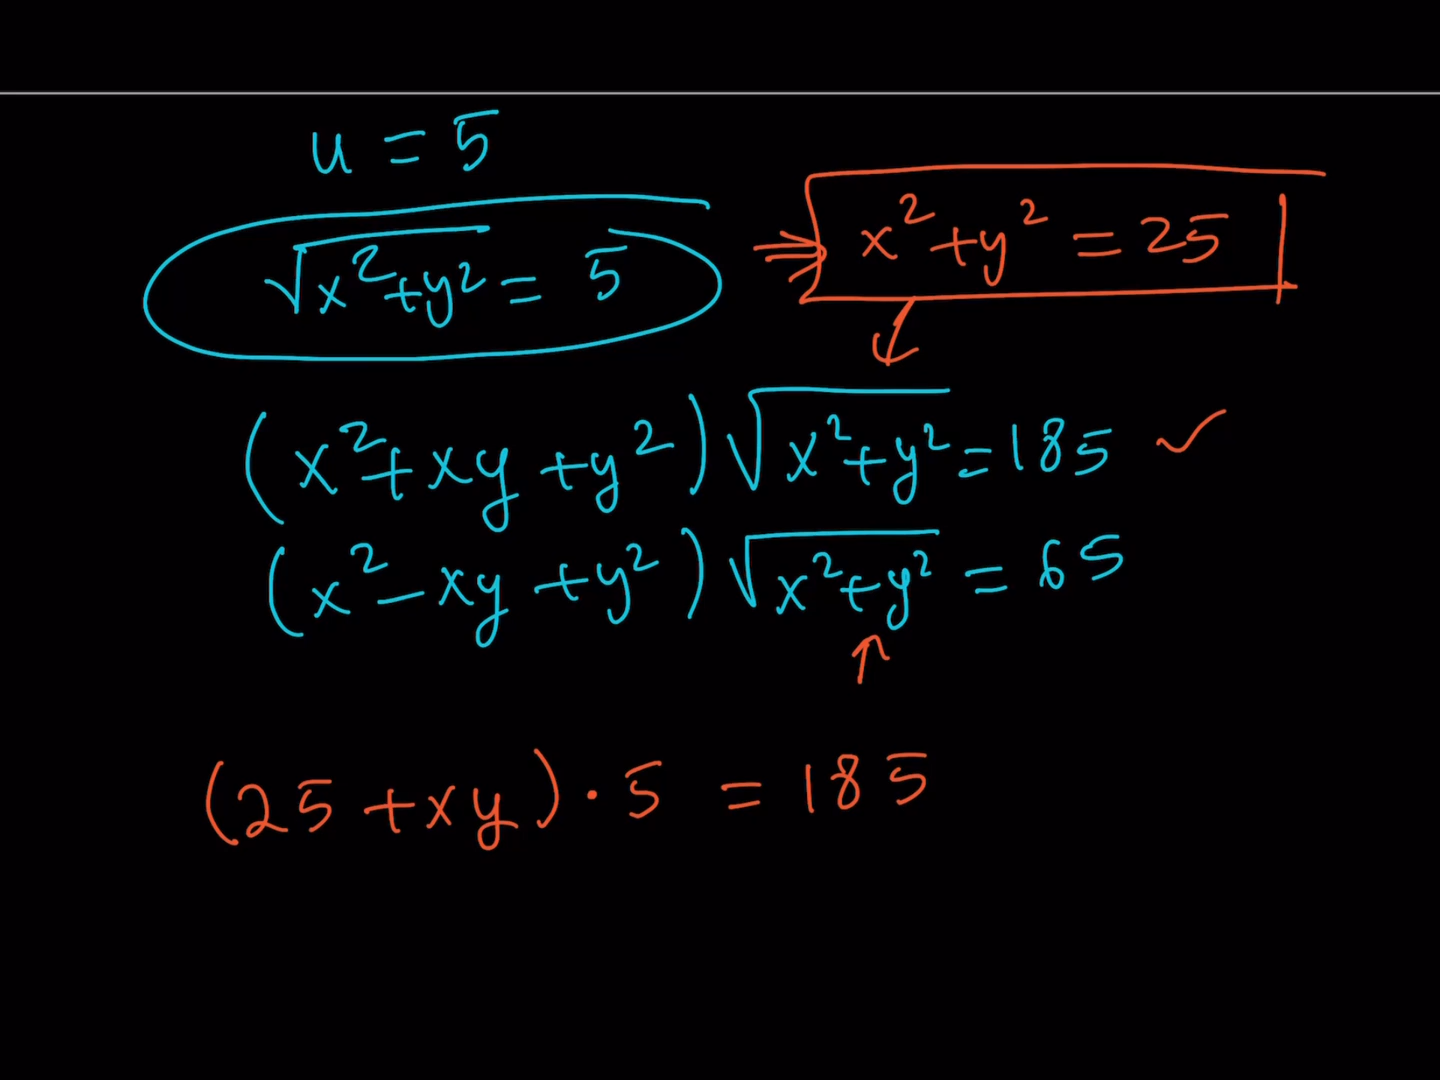 u = 5
√x²+y² = 5 ⇒ x²+y² = 25
(x²+xy+y²)√x²+y² = 185 ✓
(x²-xy+y²)√x²+y² = 65
(25+xy)·5 = 185